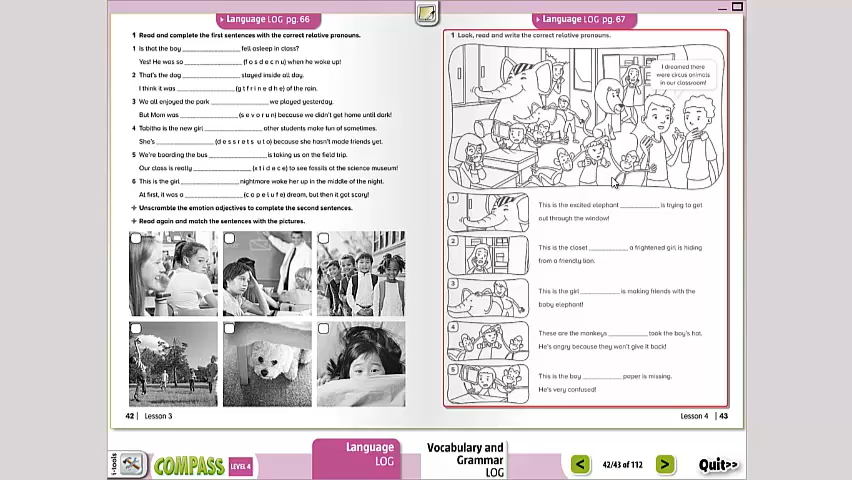 Language LOG pg. 66
1 Read and complete the first sentences with the correct relative pronouns.
1 Is that the boy ________ fell asleep in class?
Yes! He was so ________ (f o s d e c n u) when he woke up!
2 That's the dog ________ stayed inside all day.
I think it was ________ (g t f r i n e d h e) of the rain.
3 We all enjoyed the park ________ we played yesterday.
But Mom was ________ (s e v o r u n) because we didn't get home until dark!
4 Tabitha is the new girl ________ other students make fun of sometimes.
She's ________ (d e s s r e t s u t o) because she hasn't made friends yet.
5 We're boarding the bus ________ is taking us on the field trip.
Our class is really ________ (x t i d e c e) to see fossils at the science museum!
6 This is the girl ________ nightmare woke her up in the middle of the night.
At first, it was a ________ (c a p e l u f e) dream, but then it got scary!
+ Unscramble the emotion adjectives to complete the second sentences.
+ Read again and match the sentences with the pictures.
42 | Lesson 3
Language LOG pg. 67
1 Look, read and write the correct relative pronouns.
I dreamed there
were circus animals
in our classroom!
1
This is the excited elephant ________ is trying to get
out through the window!
2
This is the closet ________ a frightened girl is hiding
from a friendly lion.
3
This is the girl ________ is making friends with the
baby elephant!
4
These are the monkeys ________ took the boy's hat.
He's angry because they won't give it back!
5
This is the boy ________ paper is missing.
He's very confused!
Lesson 4 | 43
i-tools
COMPASS LEVEL 4
Language
LOG
Vocabulary and
Grammar
LOG
< 42/43 of 112 >
Quit>>